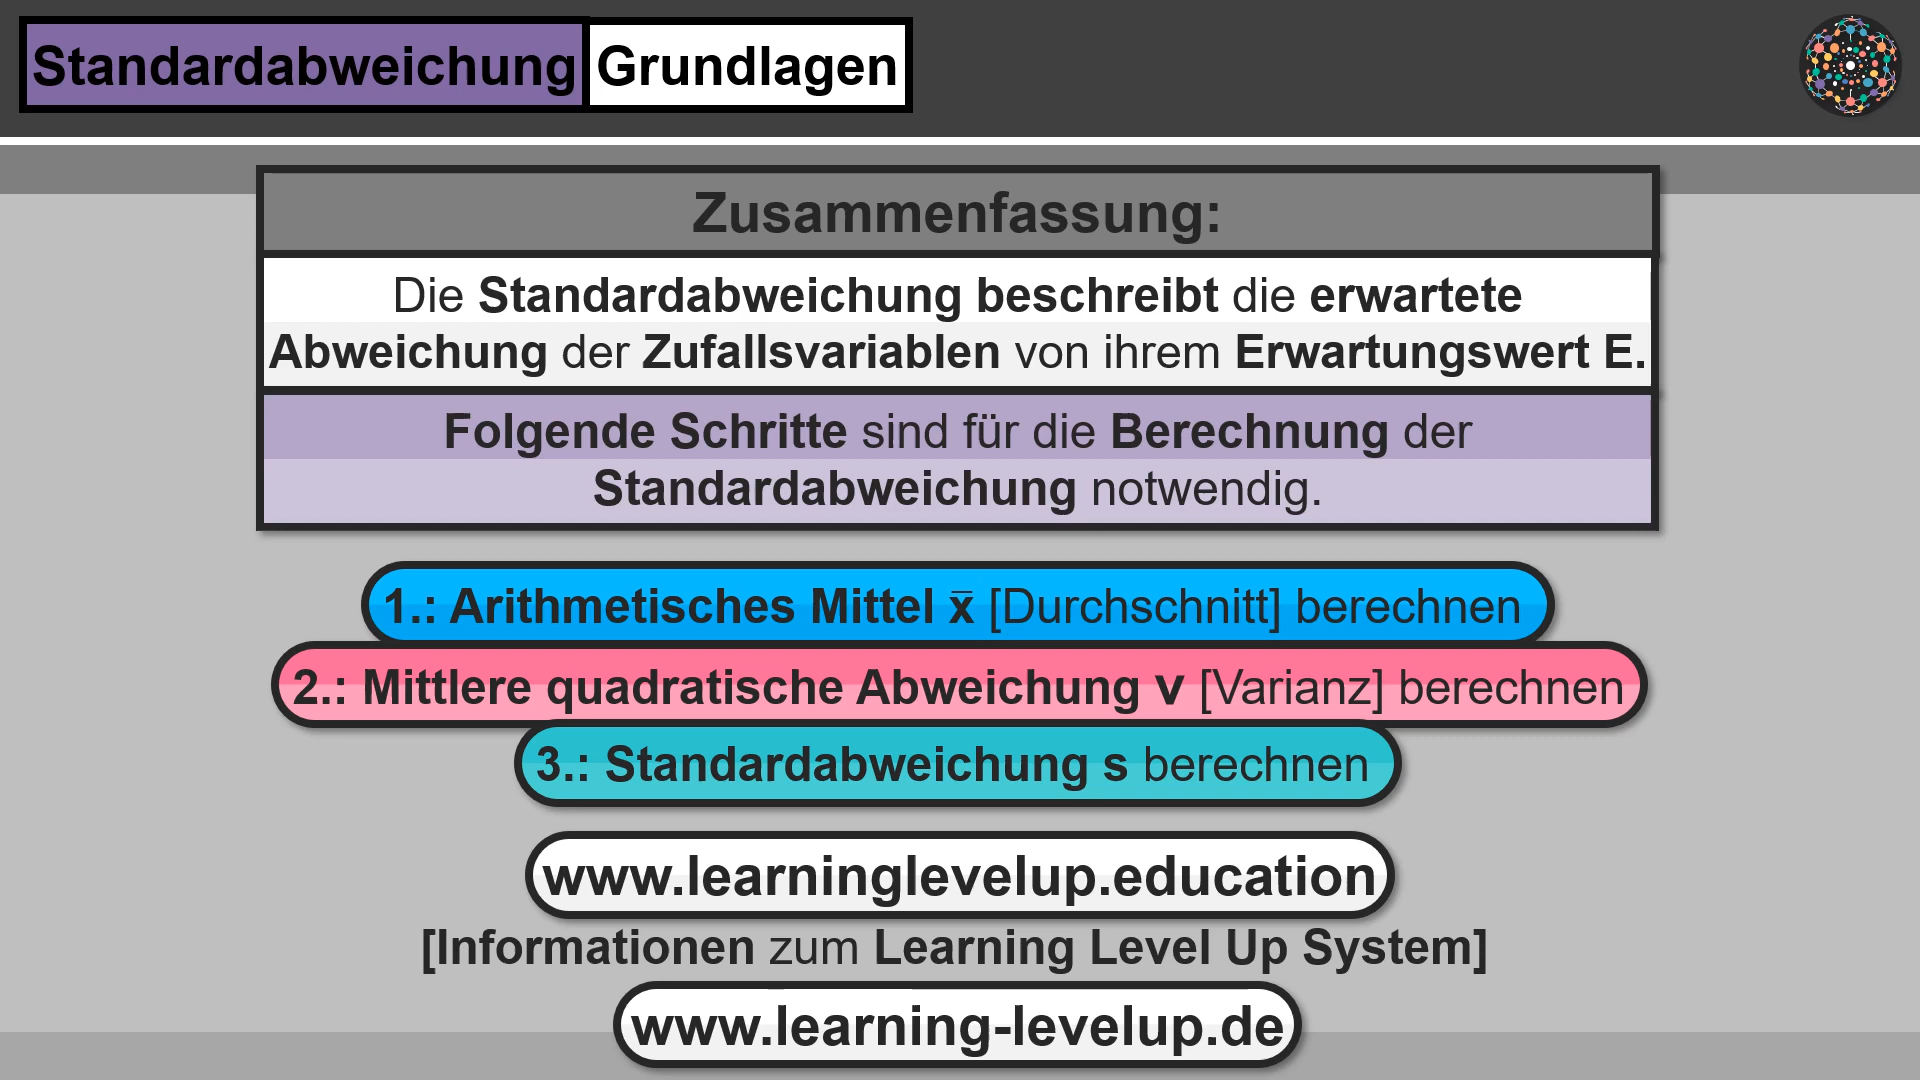 Standardabweichung Grundlagen
Zusammenfassung:
Die Standardabweichung beschreibt die erwartete
Abweichung der Zufallsvariablen von ihrem Erwartungswert E.
Folgende Schritte sind für die Berechnung der
Standardabweichung notwendig.
1.: Arithmetisches Mittel x̅ [Durchschnitt] berechnen
2.: Mittlere quadratische Abweichung v [Varianz] berechnen
3.: Standardabweichung s berechnen
www.learninglevelup.education
[Informationen zum Learning Level Up System]
www.learning-levelup.de